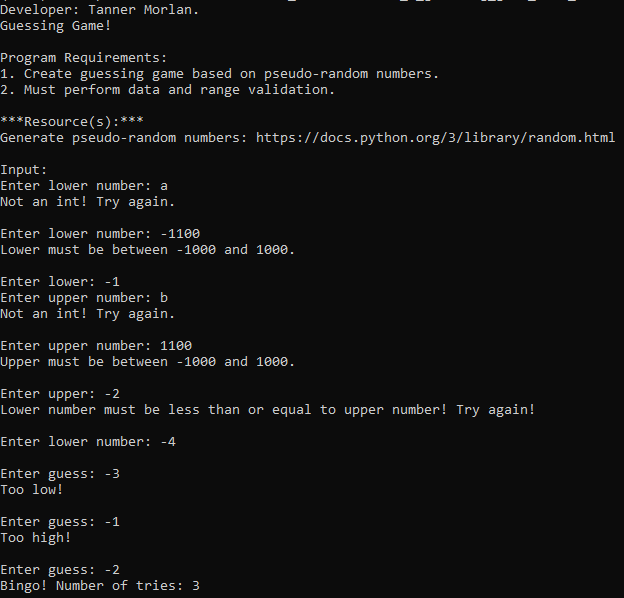 Developer: Tanner Morlan.
Guessing Game!
Program Requirements:
1. Create guessing game based on pseudo-random numbers.
2. Must perform data and range validation.
***Resource(s):***
Generate pseudo-random numbers: https://docs.python.org/3/library/random.html
Input:
Enter lower number: a
Not an int! Try again.
Enter lower number: -1100
Lower must be between -1000 and 1000.
Enter lower: -1
Enter upper number: b
Not an int! Try again.
Enter upper number: 1100
Upper must be between -1000 and 1000.
Enter upper: -2
Lower number must be less than or equal to upper number! Try again!
Enter lower number: -4
Enter guess: -3
Too low!
Enter guess: -1
Too high!
Enter guess: -2
Bingo! Number of tries: 3